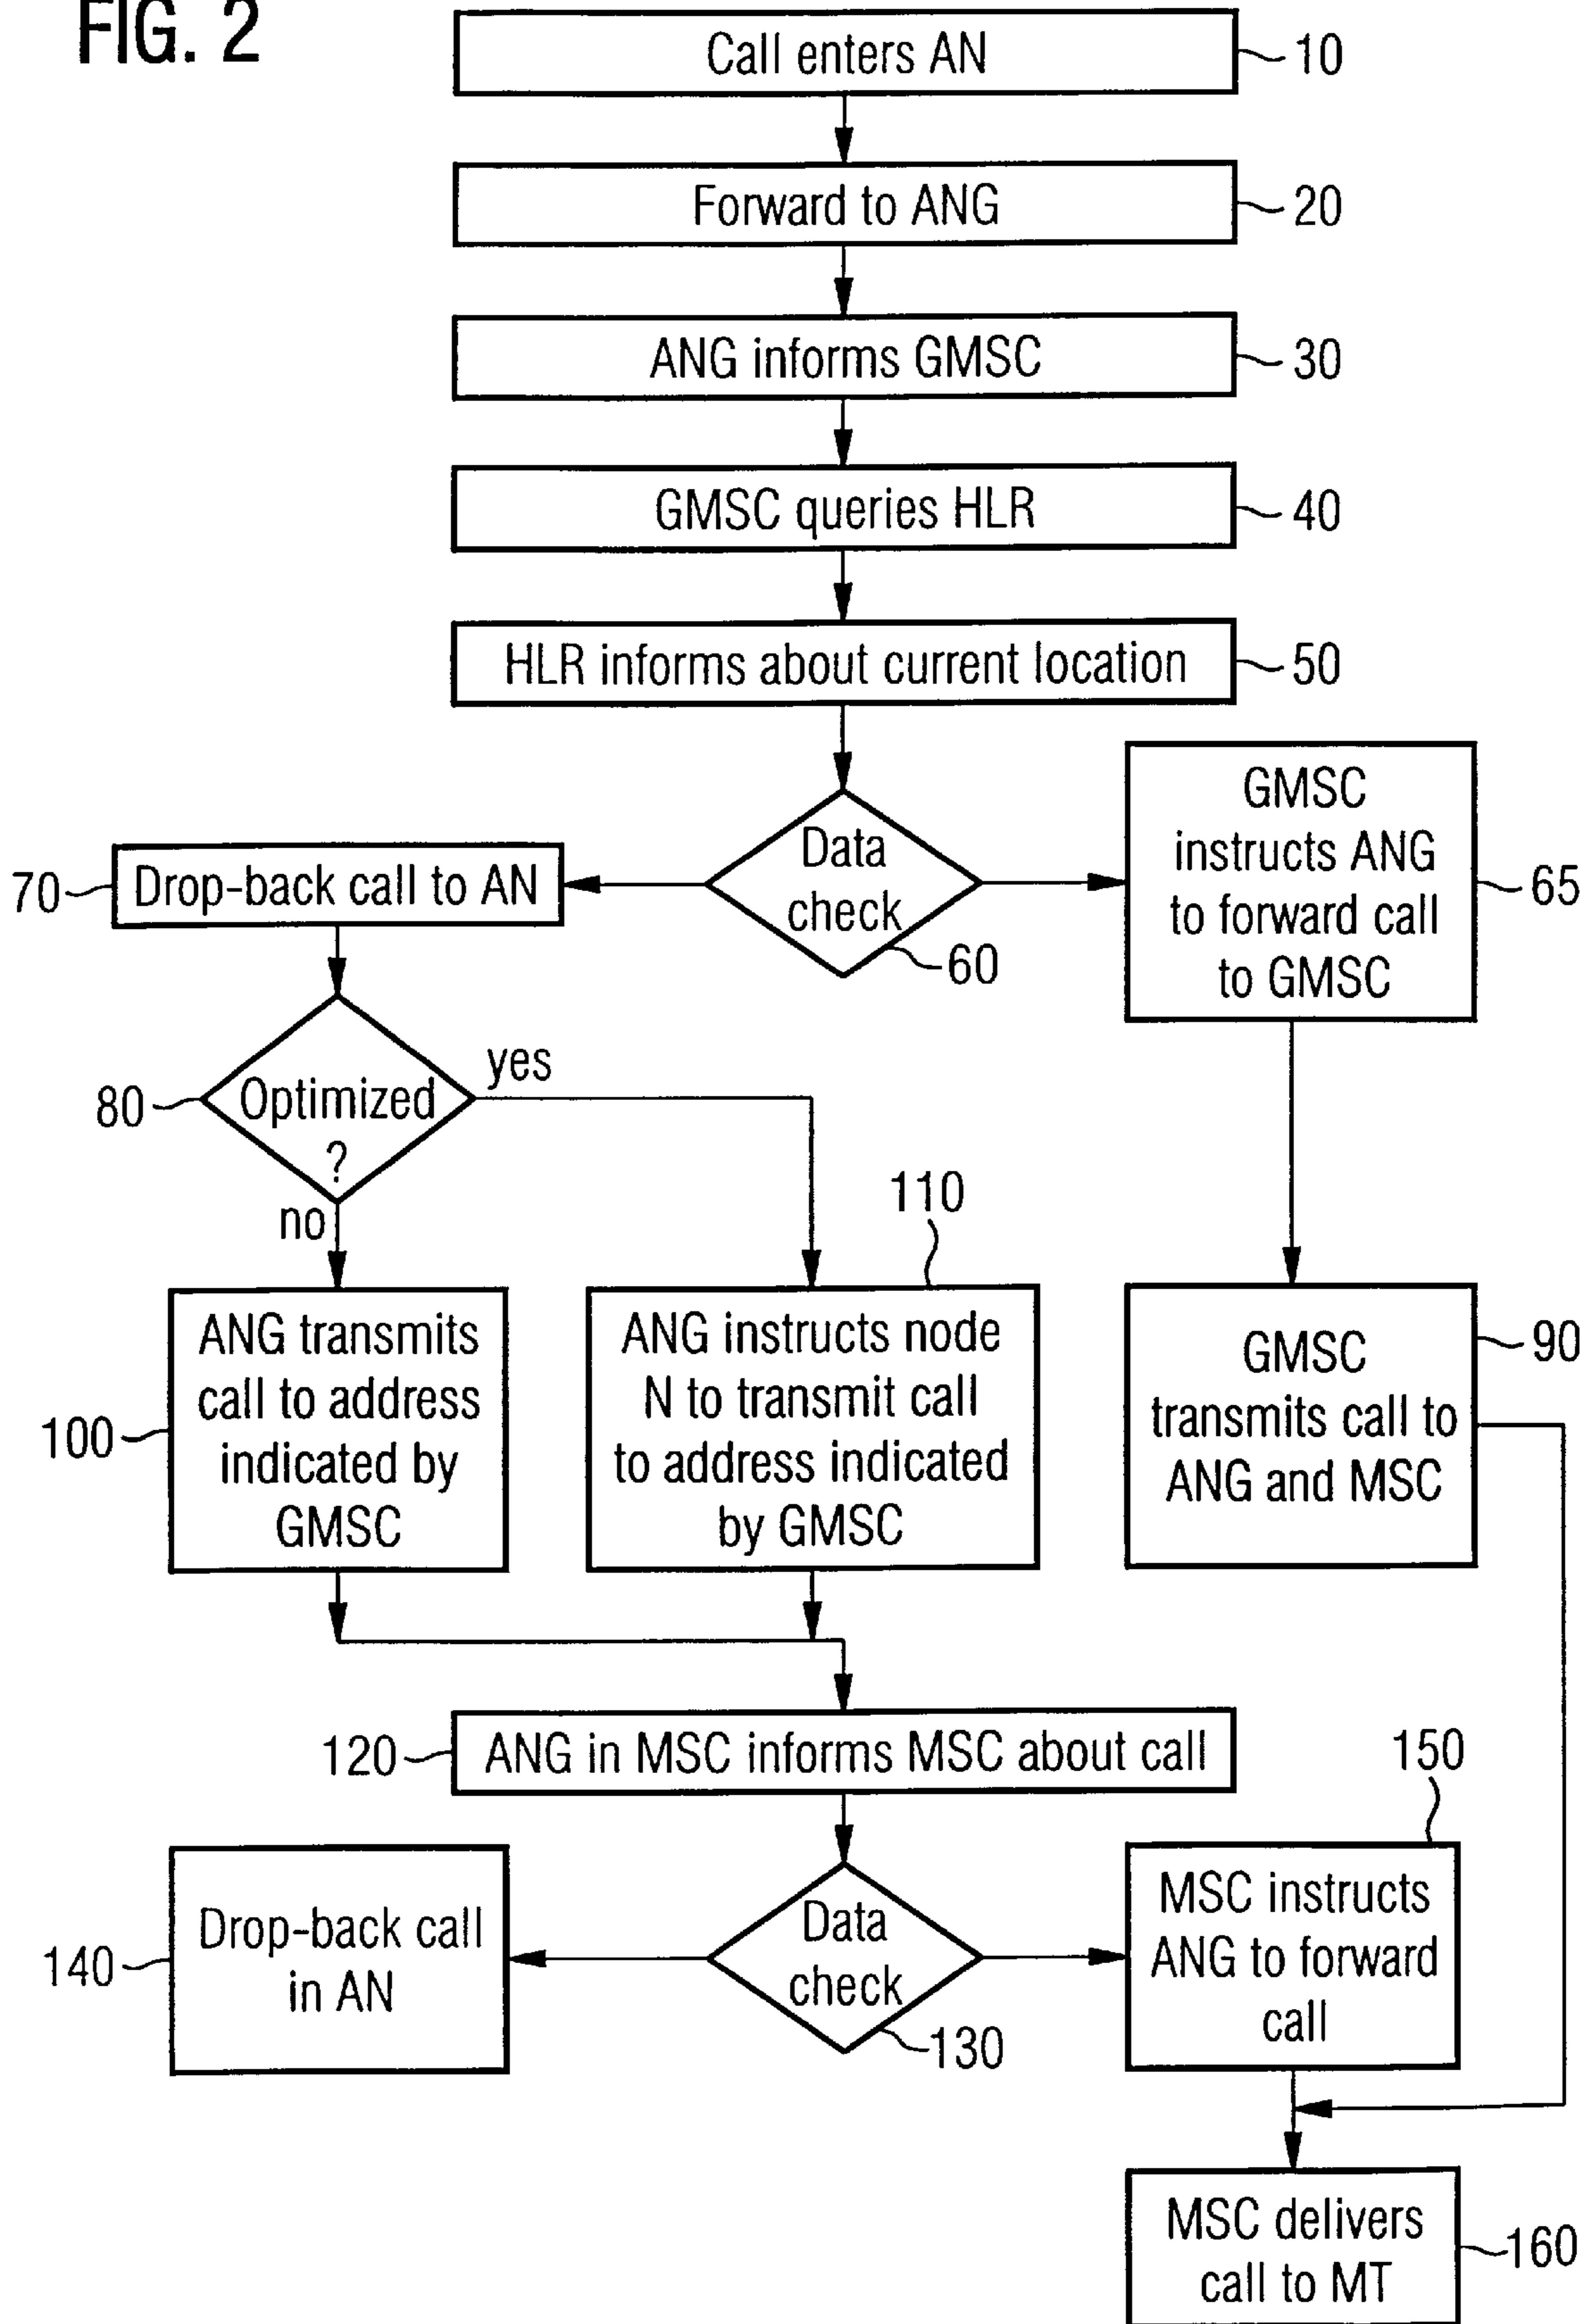 FIG. 2
Call enters AN
10
Forward to ANG
20
ANG informs GMSC
30
GMSC queries HLR
40
HLR informs about current location
50
Data
check
60
GMSC
instructs ANG
to forward call
to GMSC
65
70
Drop-back call to AN
80
Optimized
?
yes
no
110
100
ANG transmits
call to address
indicated by
GMSC
ANG instructs node
N to transmit call
to address indicated
by GMSC
GMSC
transmits call to
ANG and MSC
90
120
ANG in MSC informs MSC about call
150
140
Drop-back call
in AN
Data
check
130
MSC instructs
ANG to forward
call
MSC delivers
call to MT
160